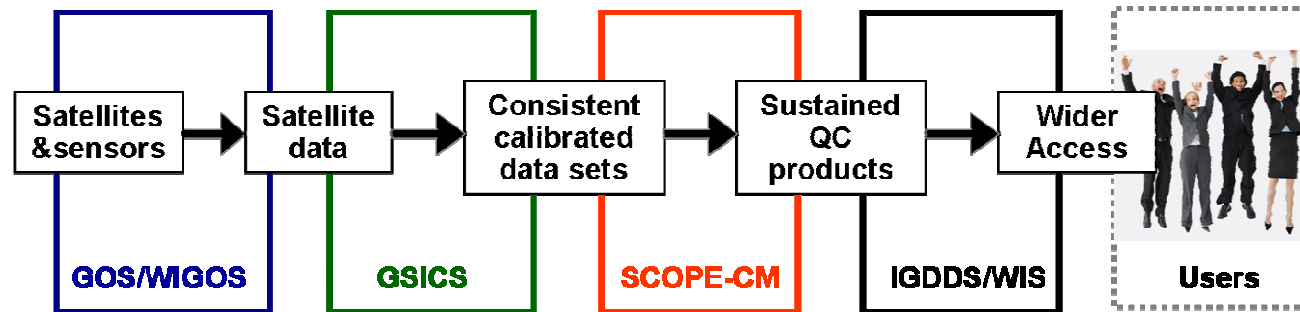 Satellites
&sensors
Satellite
data
Consistent
calibrated
data sets
Sustained
QC
products
Wider
Access
GOS/WIGOS
GSICS
SCOPE-CM
IGDDS/WIS
Users